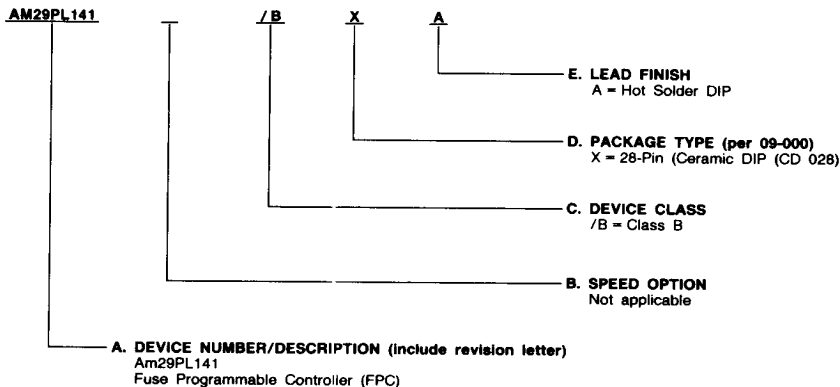 AM29PL141 /B X A
E. LEAD FINISH
A = Hot Solder DIP
D. PACKAGE TYPE (per 09-000)
X = 28-Pin (Ceramic DIP (CD 028)
C. DEVICE CLASS
/B = Class B
B. SPEED OPTION
Not applicable
A. DEVICE NUMBER/DESCRIPTION (include revision letter)
Am29PL141
Fuse Programmable Controller (FPC)